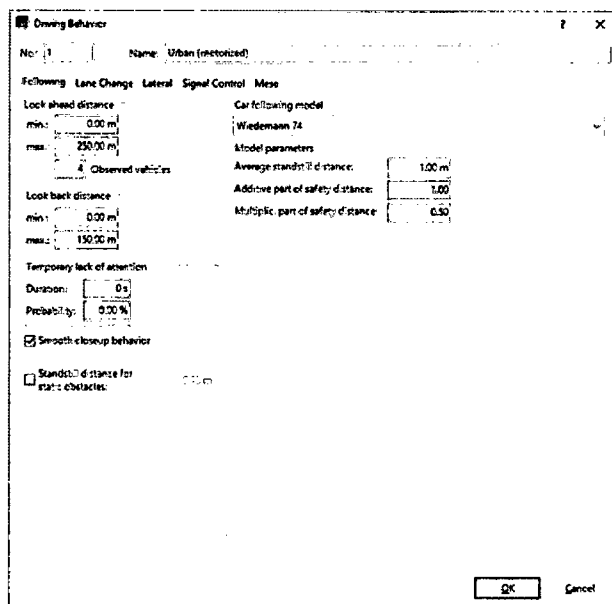 Driving Behavior ? X
No.: 1 Name: Urban (motorized)
Following Lane Change Lateral Signal Control Meso
Look ahead distance
min.: 0.00 m
max.: 250.00 m
4 Observed vehicles
Look back distance
min.: 0.00 m
max.: 150.00 m
Temporary lack of attention
Duration: 0 s
Probability: 0.00 %
Smooth closeup behavior
Standstill distance for
static obstacles:
Car following model
Wiedemann 74
Model parameters
Average standstill distance: 1.00 m
Additive part of safety distance: 1.00
Multiplic. part of safety distance: 0.50
OK Cancel